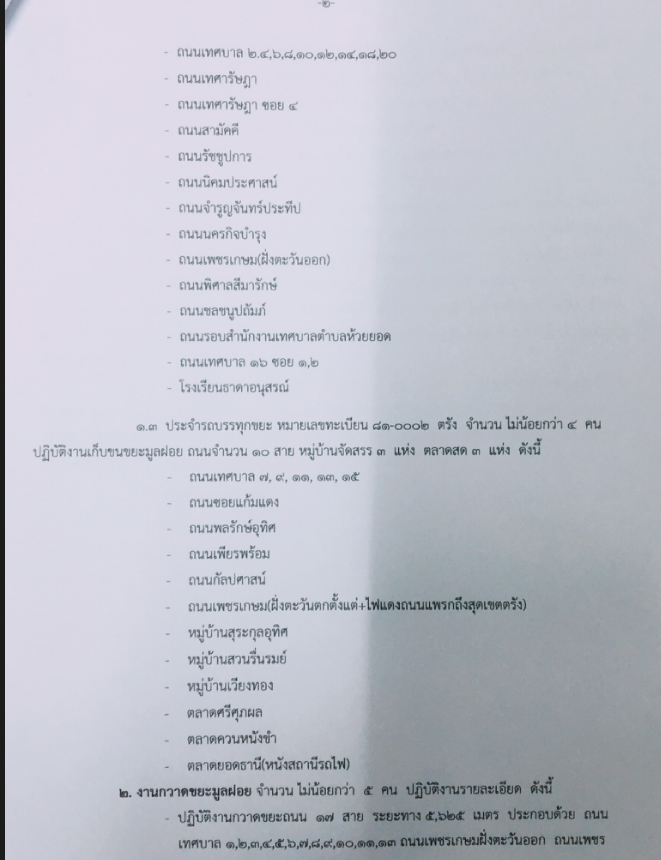 -๒-
- ถนนเทศบาล ๒.๔,๖,๘,๑๐,๑๒,๑๔,๑๘,๒๐
- ถนนเทศารัษฎา
- ถนนเทศารัษฎา ซอย ๔
- ถนนสามัคคี
- ถนนรัชชูปการ
- ถนนนิคมประศาสน์
- ถนนจำรูญจันทร์ประทีป
- ถนนนครกิจบำรุง
- ถนนเพชรเกษม(ฝั่งตะวันออก)
- ถนนพิศาลสีมารักษ์
- ถนนชลขนูปถัมภ์
- ถนนรอบสำนักงานเทศบาลตำบลห้วยยอด
- ถนนเทศบาล ๑๖ ซอย ๑,๒
- โรงเรียนธาดาอนุสรณ์
๑.๓ ประจำรถบรรทุกขยะ หมายเลขทะเบียน ๘๑-๐๐๐๒ ตรัง จำนวน ไม่น้อยกว่า ๔ คน
ปฏิบัติงานเก็บขนขยะมูลฝอย ถนนจำนวน ๑๐ สาย หมู่บ้านจัดสรร ๓ แห่ง ตลาดสด ๓ แห่ง ดังนี้
- ถนนเทศบาล ๗, ๙, ๑๑, ๑๓, ๑๕
- ถนนซอยแก้มแดง
- ถนนพลรักษ์อุทิศ
- ถนนเพียรพร้อม
- ถนนกัลปศาสน์
- ถนนเพชรเกษม(ฝั่งตะวันตกตั้งแต่+ไฟแดงถนนแพรกถึงสุดเขตตรัง)
- หมู่บ้านสุระกุลอุทิศ
- หมู่บ้านสวนรื่นรมย์
- หมู่บ้านเวียงทอง
- ตลาดศรีศุภผล
- ตลาดควนหนังขำ
- ตลาดยอดธานี(หนังสถานีรถไฟ)
๒. งานกวาดขยะมูลฝอย จำนวน ไม่น้อยกว่า ๕ คน ปฏิบัติงานรายละเอียด ดังนี้
- ปฏิบัติงานกวาดขยะถนน ๑๗ สาย ระยะทาง ๕,๖๒๕ เมตร ประกอบด้วย ถนน
เทศบาล ๑,๒,๓,๔,๕,๖,๗,๘,๙,๑๐,๑๑,๑๓ ถนนเพชรเกษมฝั่งตะวันออก ถนนเพชร